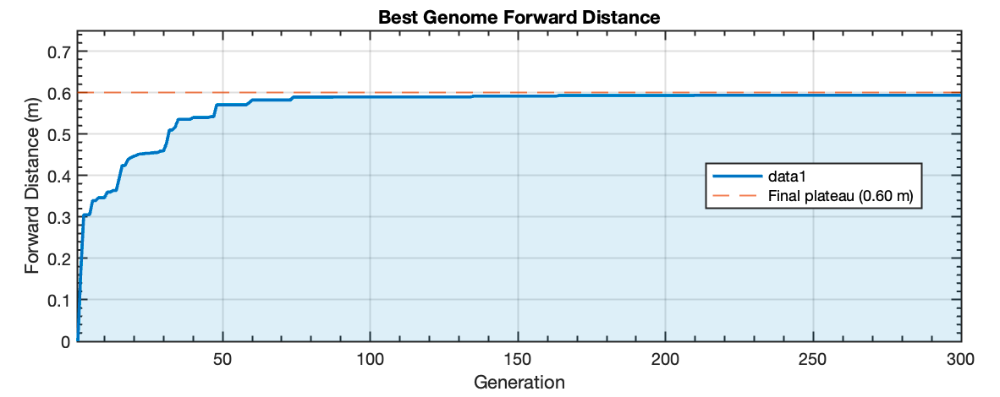 Best Genome Forward Distance
Forward Distance (m)
0.7
0.6
0.5
0.4
0.3
0.2
0.1
0
data1
Final plateau (0.60 m)
50
100
150
200
250
300
Generation